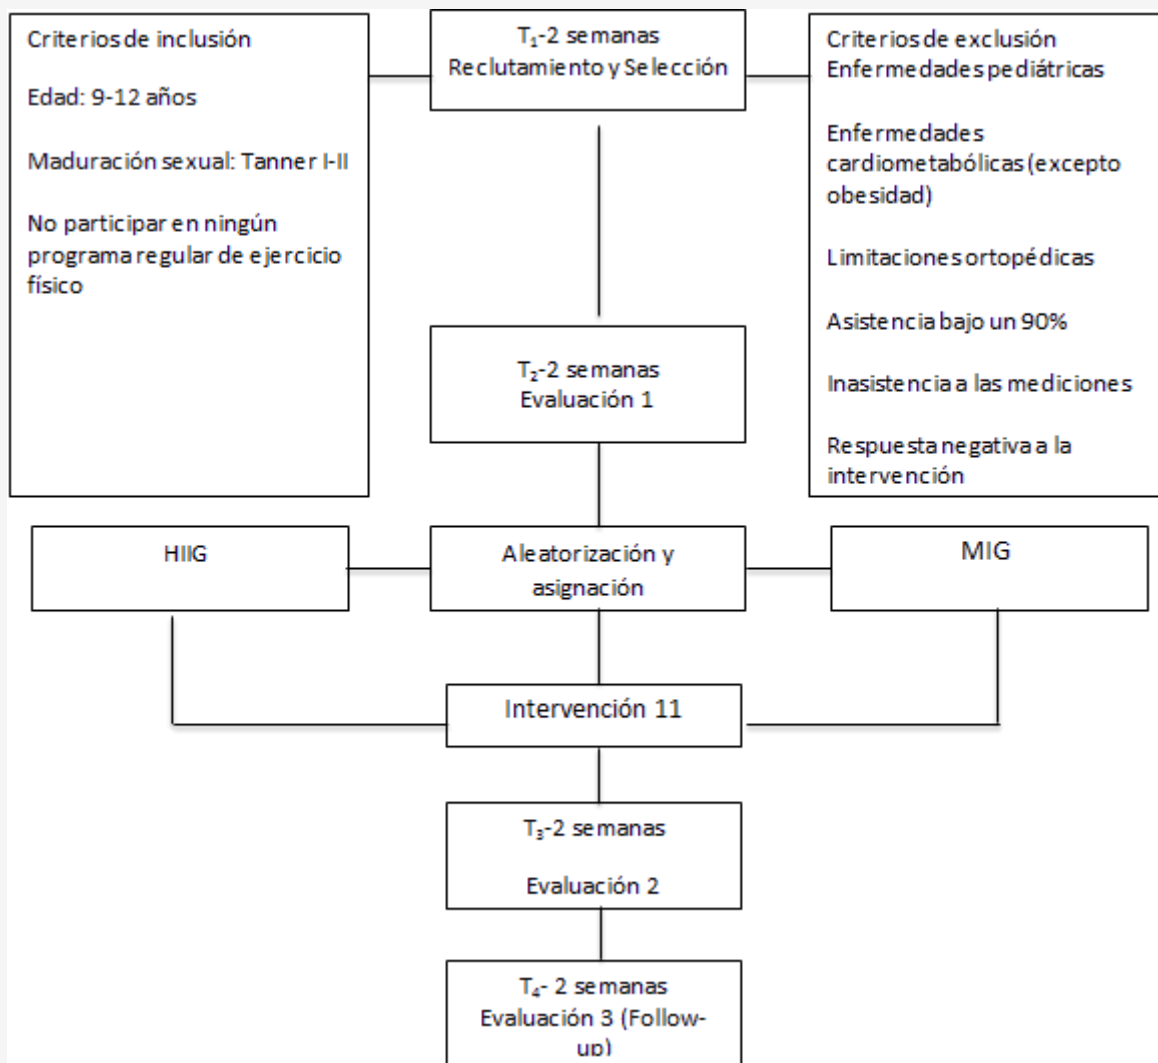 Criterios de inclusión
Edad: 9-12 años
Maduración sexual: Tanner I-II
No participar en ningún
programa regular de ejercicio
físico
T₁-2 semanas
Reclutamiento y Selección
Criterios de exclusión
Enfermedades pediátricas
Enfermedades
cardiometabólicas (excepto
obesidad)
Limitaciones ortopédicas
Asistencia bajo un 90%
Inasistencia a las mediciones
Respuesta negativa a la
intervención
T₂-2 semanas
Evaluación 1
HIIG
Aleatorización y
asignación
MIG
Intervención 11
T₃-2 semanas
Evaluación 2
T₄- 2 semanas
Evaluación 3 (Follow-
up)